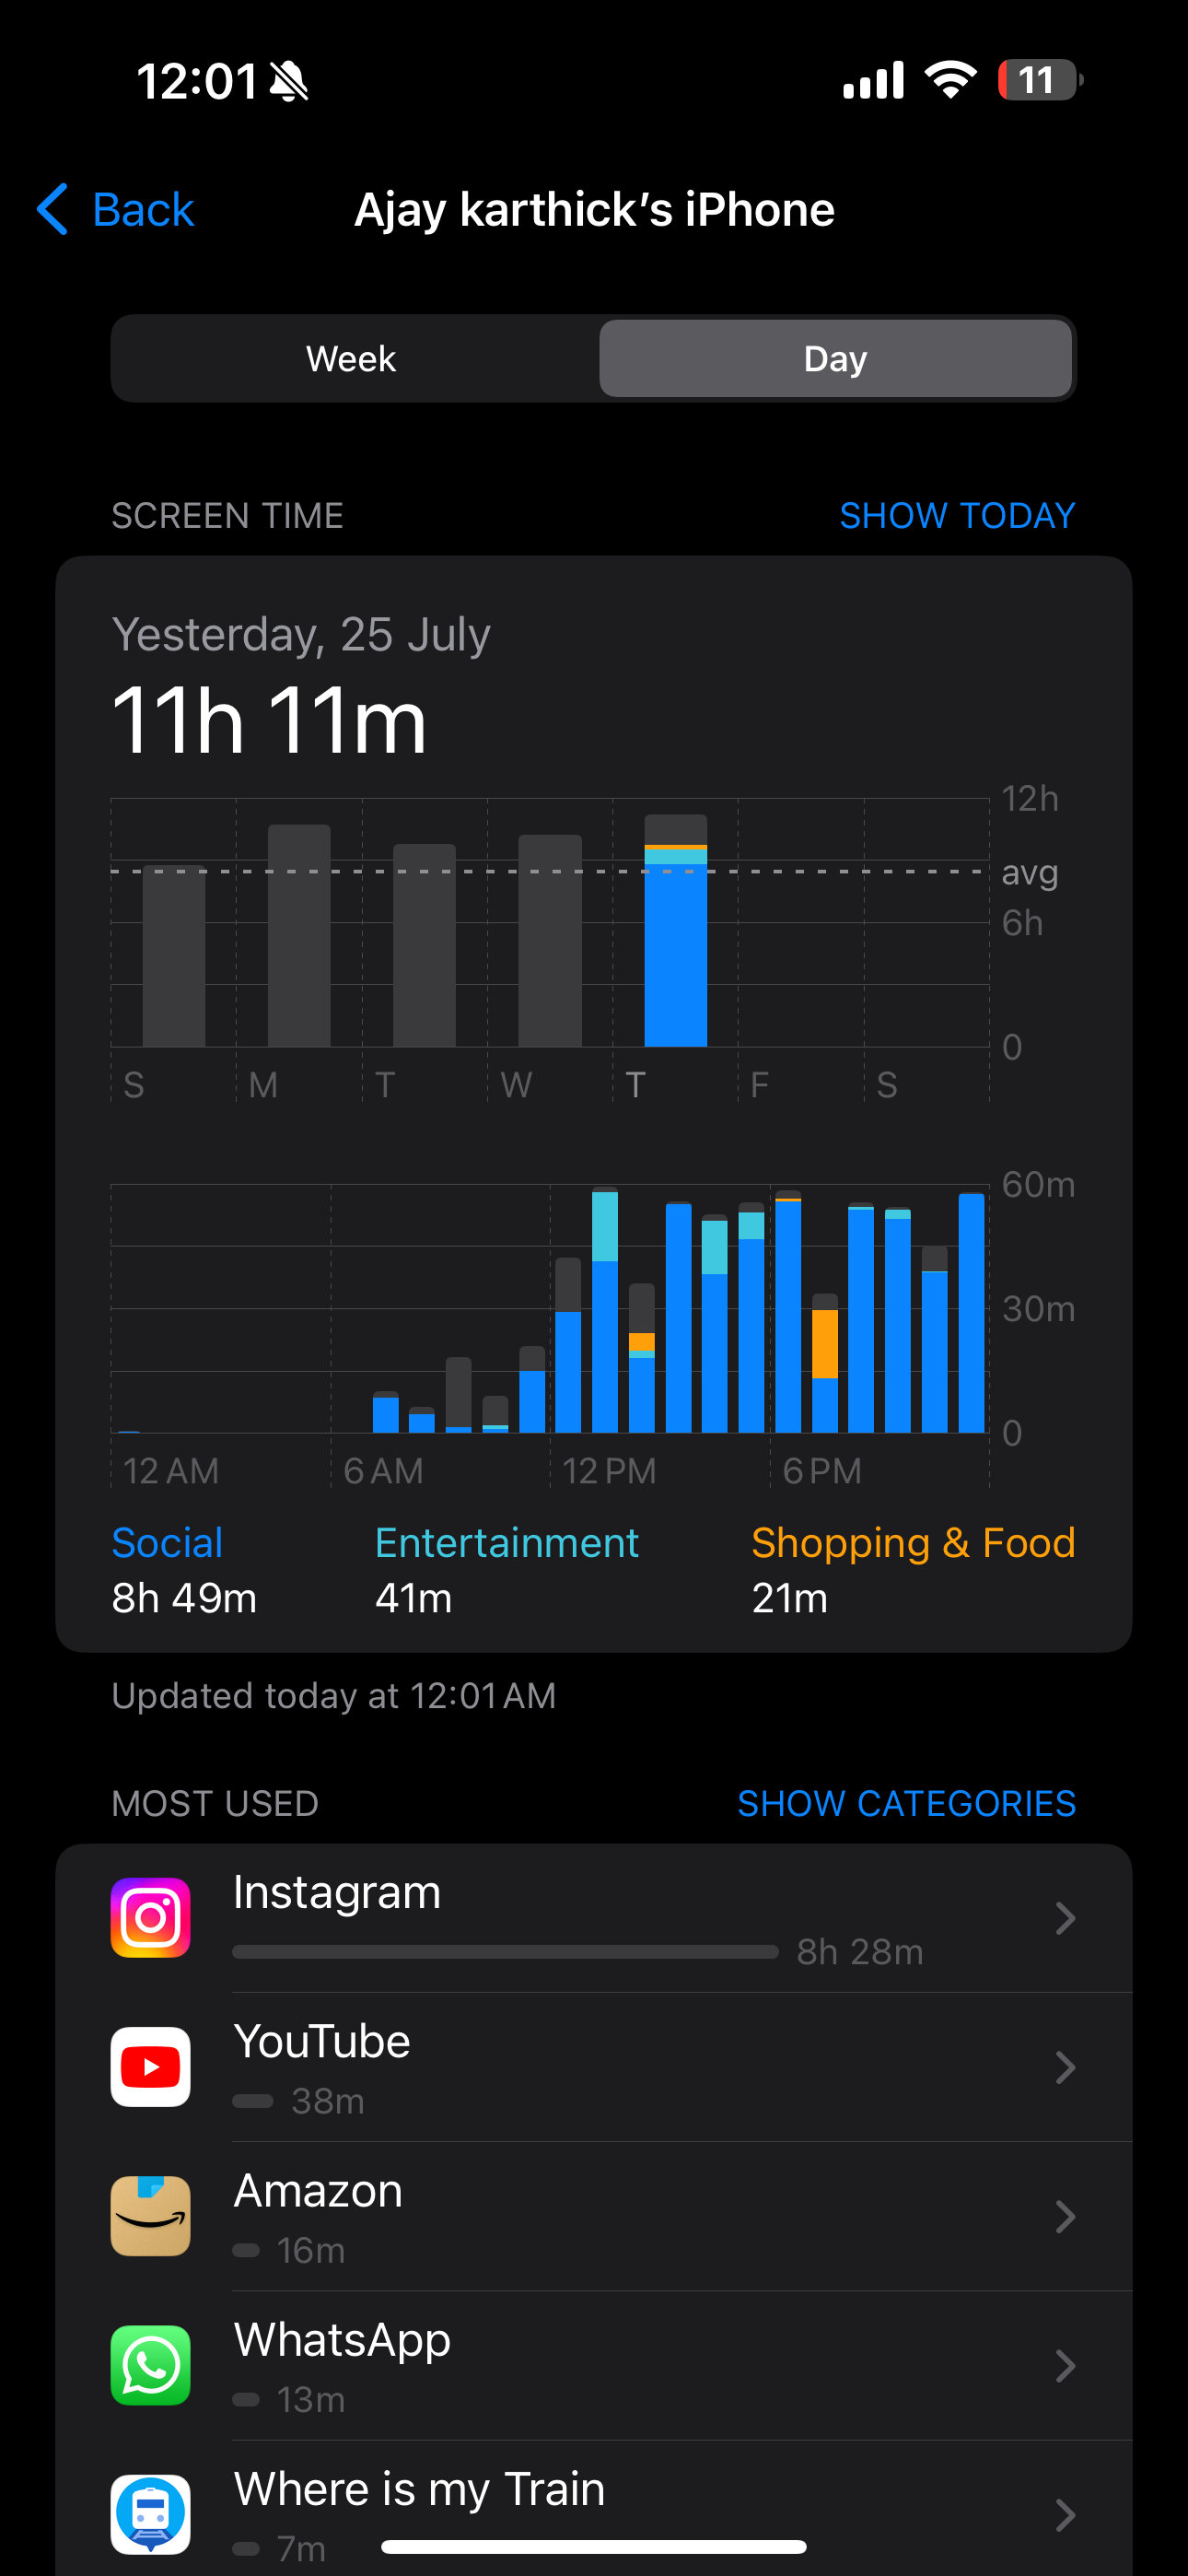 12:01
11
Back
Ajay karthick’s iPhone
Week Day
SCREEN TIME SHOW TODAY
Yesterday, 25 July
11h 11m
12h
avg
6h
0
S M T W T F S
60m
30m
0
12 AM 6 AM 12 PM 6 PM
Social Entertainment Shopping & Food
8h 49m 41m 21m
Updated today at 12:01 AM
MOST USED SHOW CATEGORIES
Instagram
8h 28m
YouTube
38m
Amazon
16m
WhatsApp
13m
Where is my Train
7m